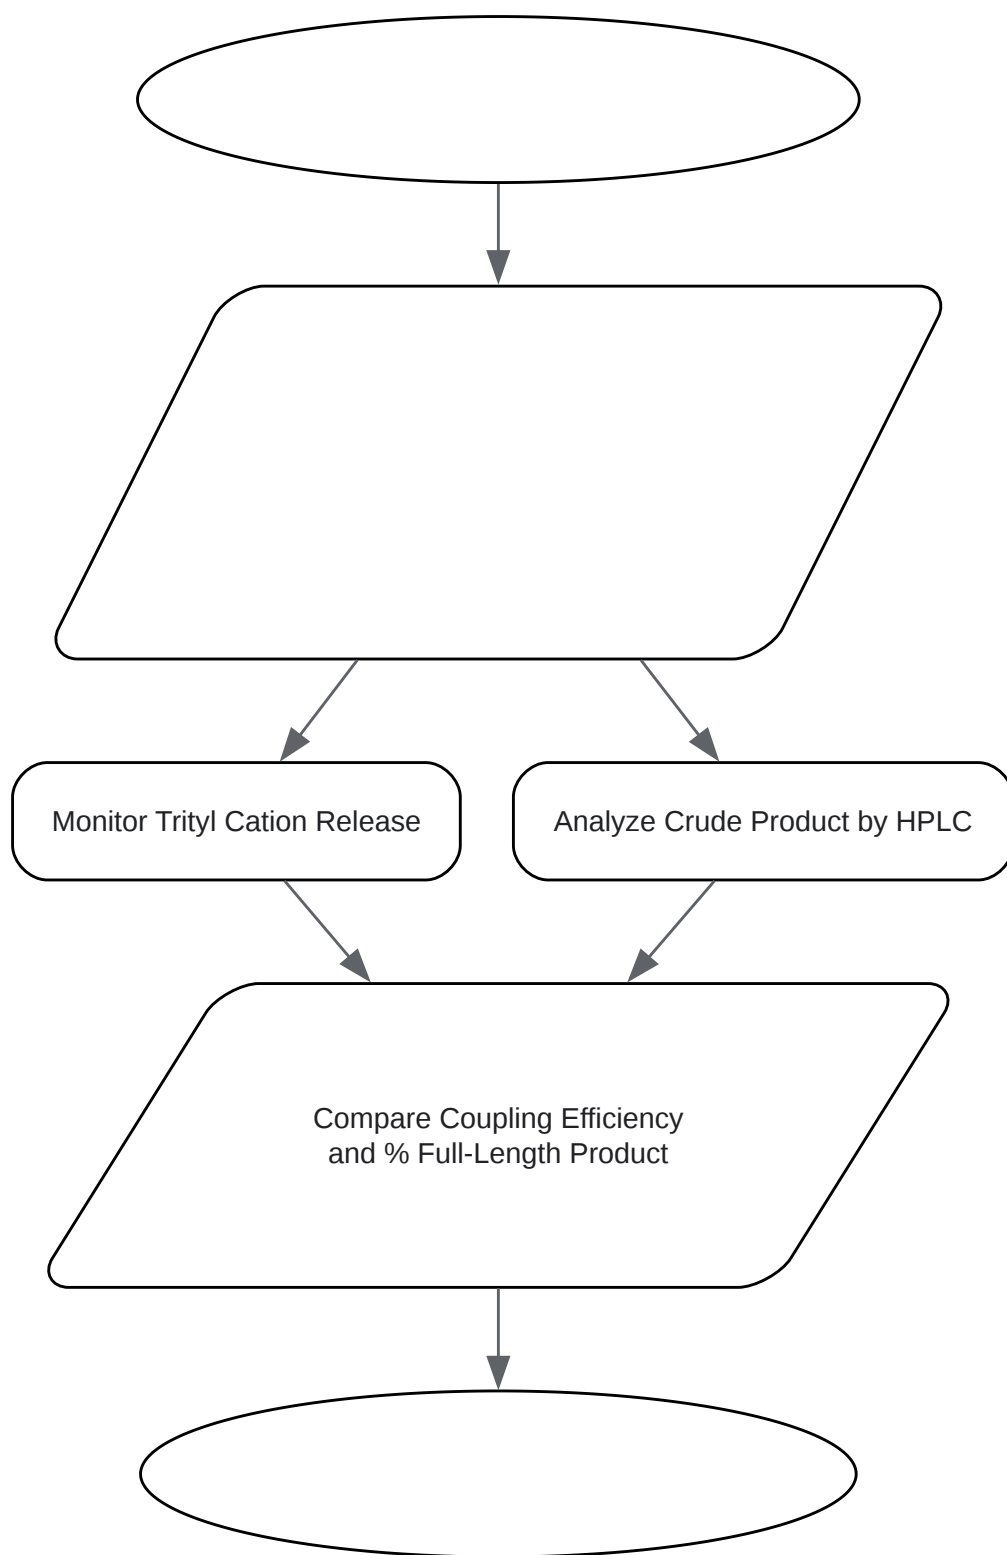 Monitor Trityl Cation Release
Analyze Crude Product by HPLC
Compare Coupling Efficiency
and % Full-Length Product